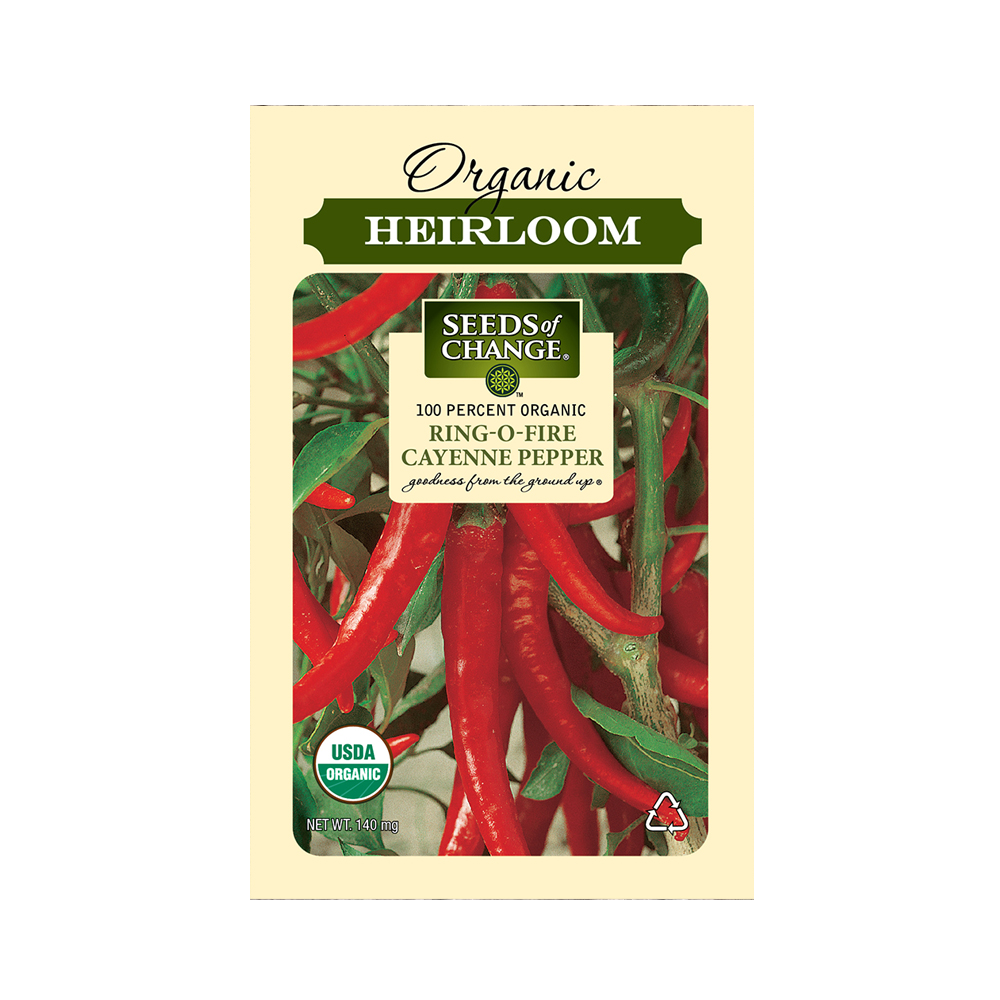 Organic
HEIRLOOM
SEEDS of
CHANGE®
™
100 PERCENT ORGANIC
RING-O-FIRE
CAYENNE PEPPER
goodness from the ground up®
USDA
ORGANIC
NET WT. 140 mg